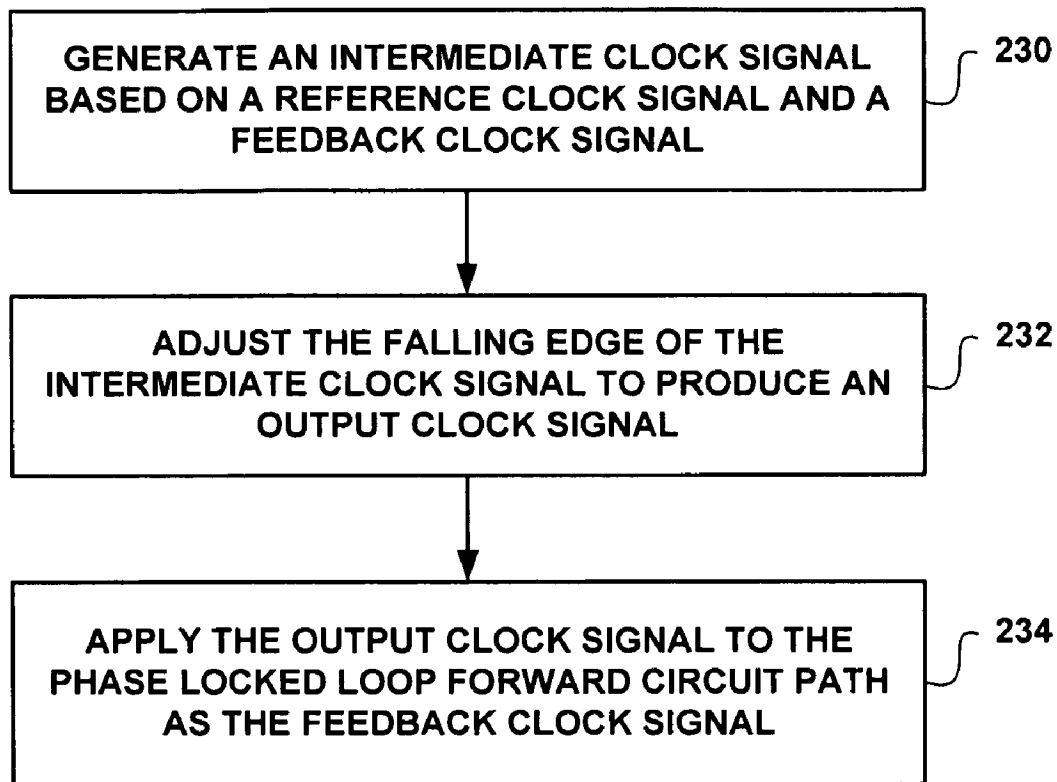 GENERATE AN INTERMEDIATE CLOCK SIGNAL
BASED ON A REFERENCE CLOCK SIGNAL AND A
FEEDBACK CLOCK SIGNAL
230
ADJUST THE FALLING EDGE OF THE
INTERMEDIATE CLOCK SIGNAL TO PRODUCE AN
OUTPUT CLOCK SIGNAL
232
APPLY THE OUTPUT CLOCK SIGNAL TO THE
PHASE LOCKED LOOP FORWARD CIRCUIT PATH
AS THE FEEDBACK CLOCK SIGNAL
234